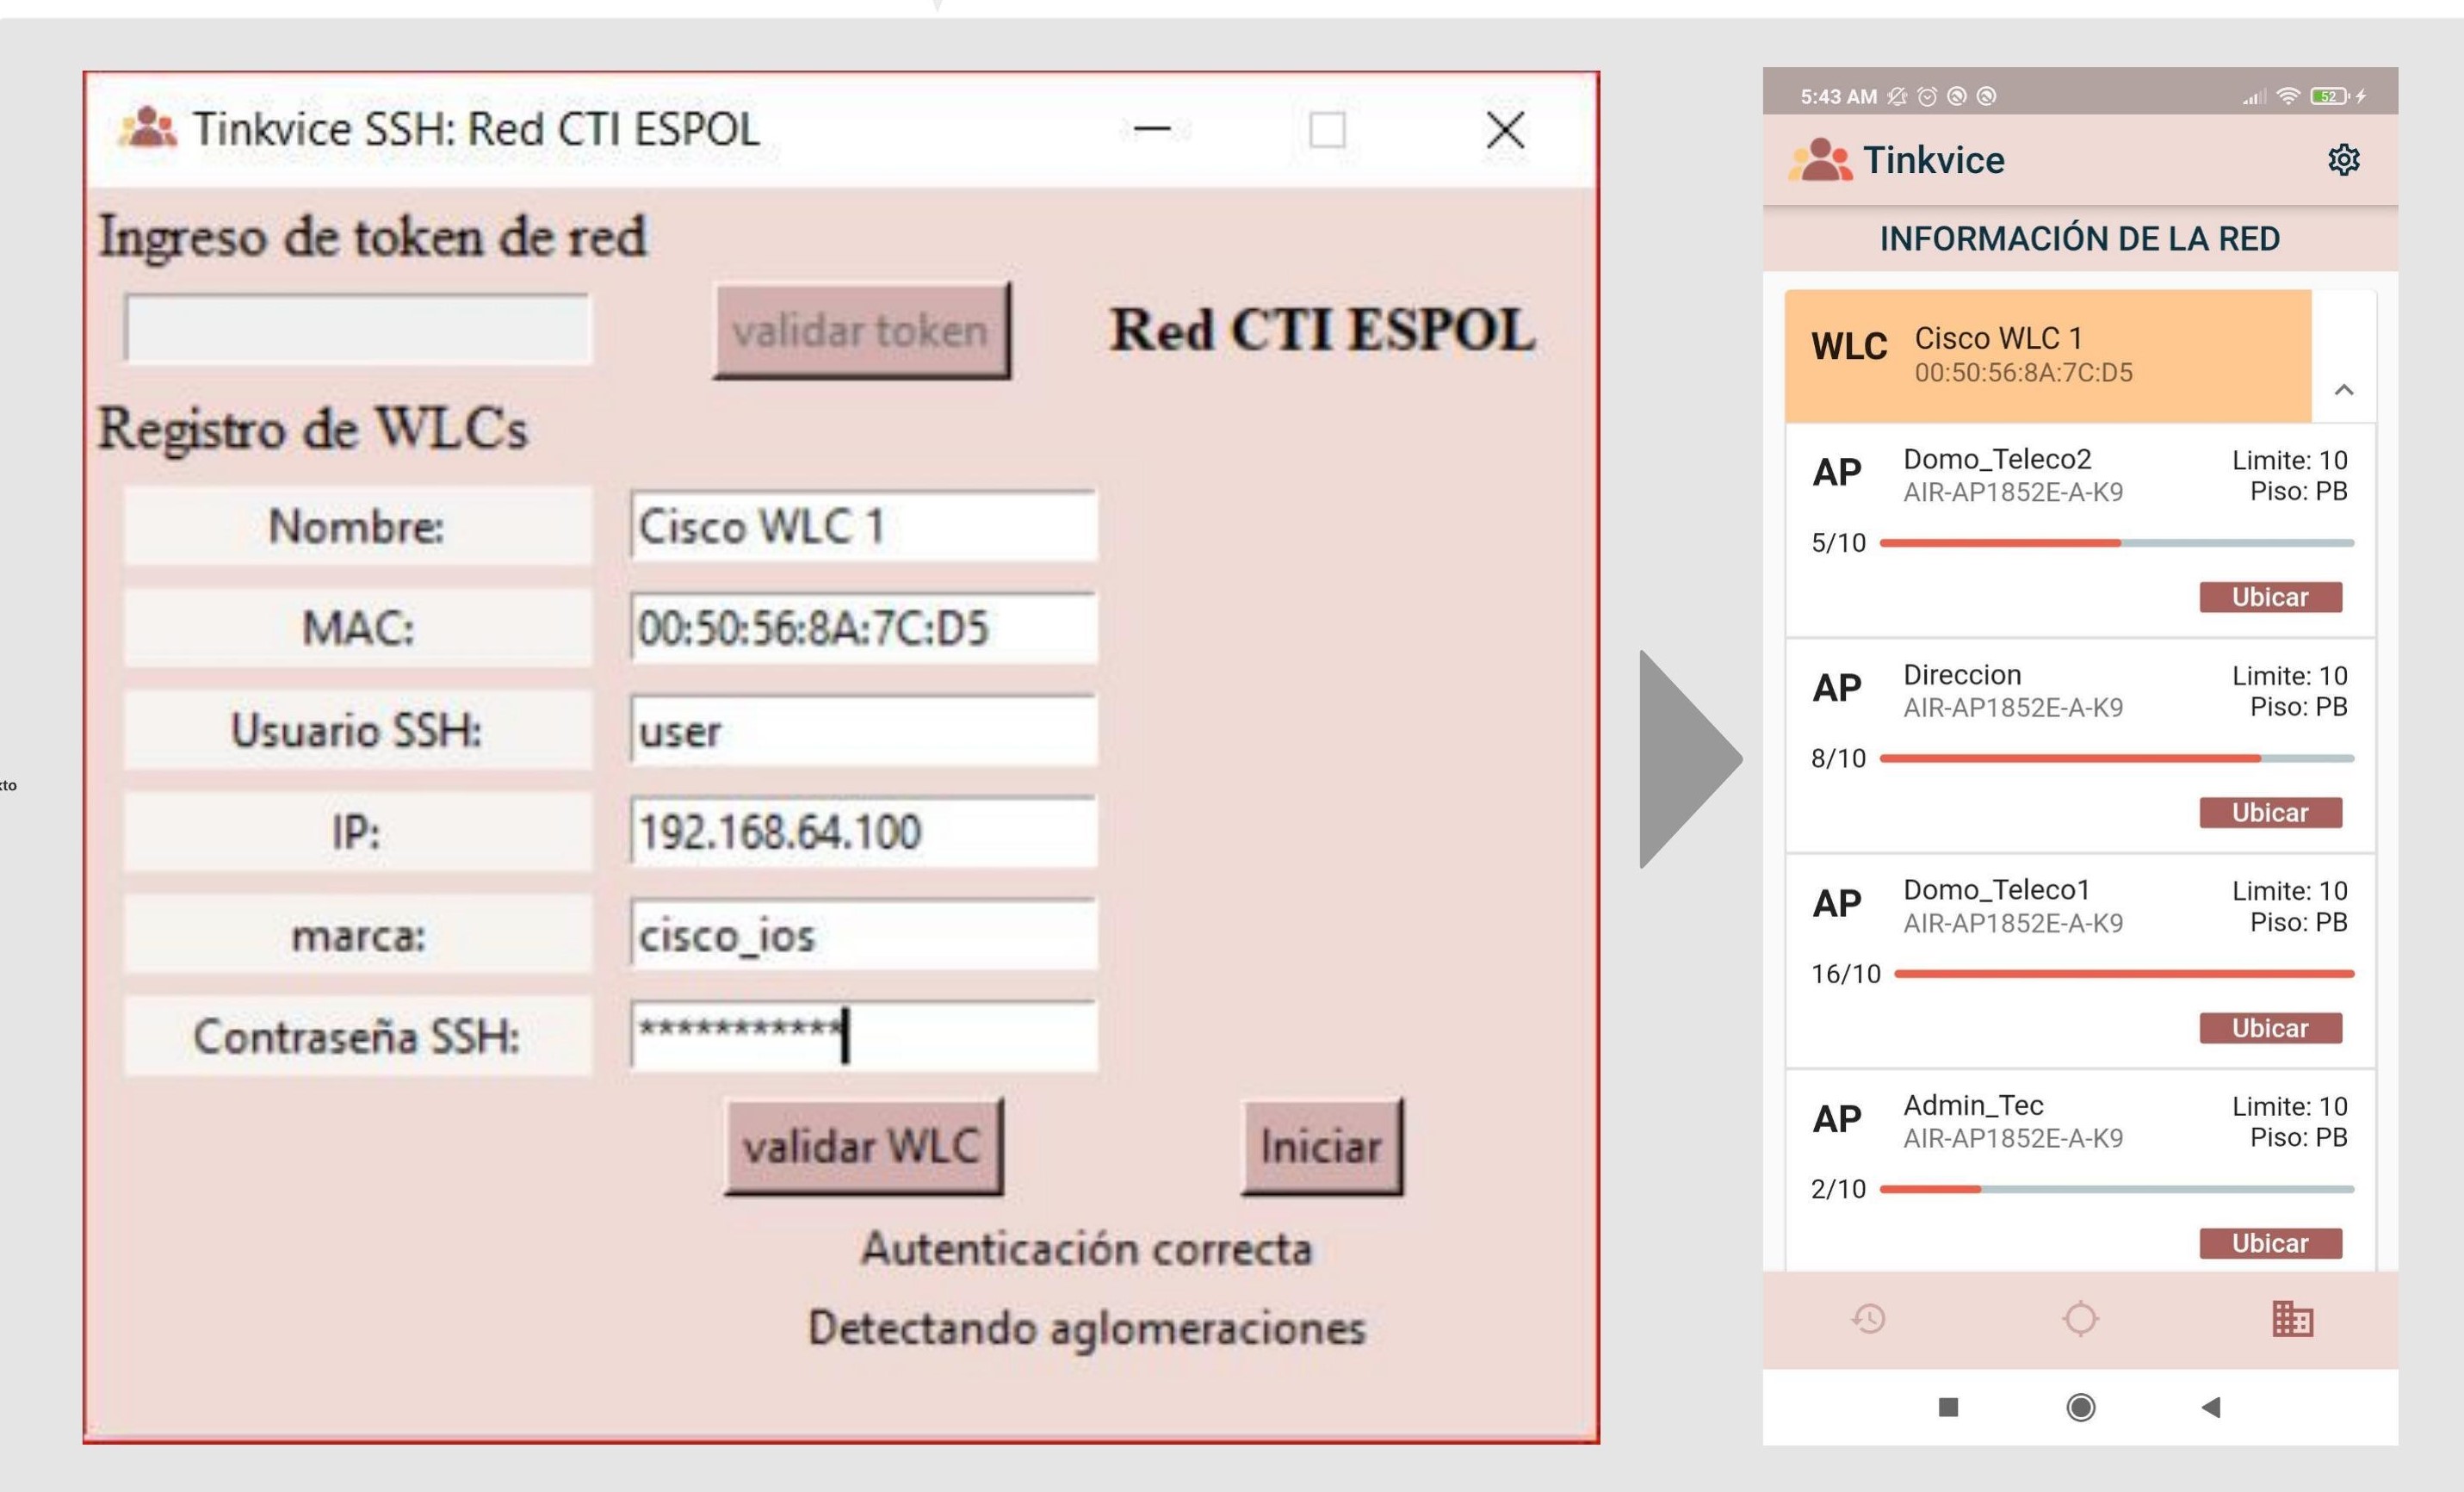 Tinkvice SSH: Red CTI ESPOL
Ingreso de token de red
validar token
Red CTI ESPOL
Registro de WLCs
Nombre: Cisco WLC 1
MAC: 00:50:56:8A:7C:D5
Usuario SSH: user
IP: 192.168.64.100
marca: cisco_ios
Contraseña SSH: ***********
validar WLC
Iniciar
Autenticación correcta
Detectando aglomeraciones
5:43 AM
52
Tinkvice
INFORMACIÓN DE LA RED
WLC Cisco WLC 1
00:50:56:8A:7C:D5
AP Domo_Teleco2 Limite: 10
AIR-AP1852E-A-K9 Piso: PB
5/10
Ubicar
AP Direccion Limite: 10
AIR-AP1852E-A-K9 Piso: PB
8/10
Ubicar
AP Domo_Teleco1 Limite: 10
AIR-AP1852E-A-K9 Piso: PB
16/10
Ubicar
AP Admin_Tec Limite: 10
AIR-AP1852E-A-K9 Piso: PB
2/10
Ubicar